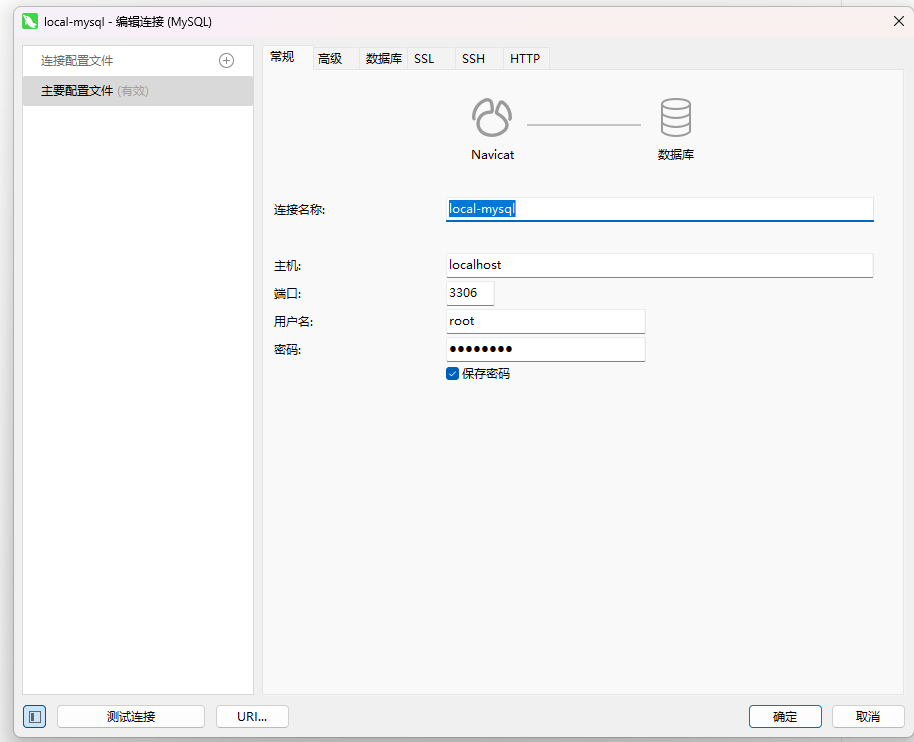 local-mysql - 编辑连接 (MySQL)
连接配置文件
主要配置文件 (有效)
常规 高级 数据库 SSL SSH HTTP
Navicat 数据库
连接名称: local-mysql
主机: localhost
端口: 3306
用户名: root
密码: ●●●●●●●●
保存密码
测试连接 URI... 确定 取消